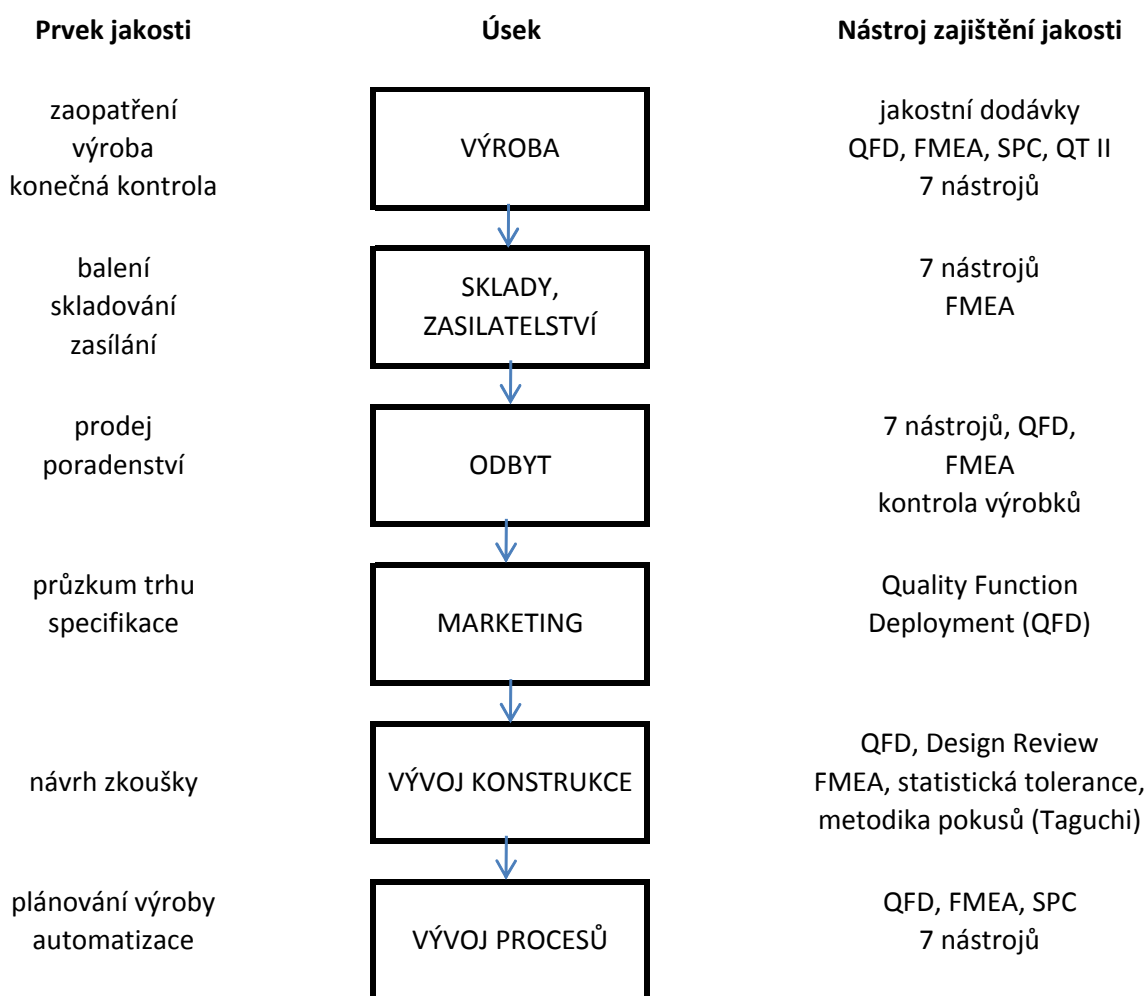 Prvek jakosti
Úsek
Nástroj zajištění jakosti
zaopatření
výroba
konečná kontrola
VÝROBA
jakostní dodávky
QFD, FMEA, SPC, QT II
7 nástrojů
balení
skladování
zasílání
SKLADY,
ZASILATELSTVÍ
7 nástrojů
FMEA
prodej
poradenství
ODBYT
7 nástrojů, QFD,
FMEA
kontrola výrobků
průzkum trhu
specifikace
MARKETING
Quality Function
Deployment (QFD)
návrh zkoušky
VÝVOJ KONSTRUKCE
QFD, Design Review
FMEA, statistická tolerance,
metodika pokusů (Taguchi)
plánování výroby
automatizace
VÝVOJ PROCESŮ
QFD, FMEA, SPC
7 nástrojů